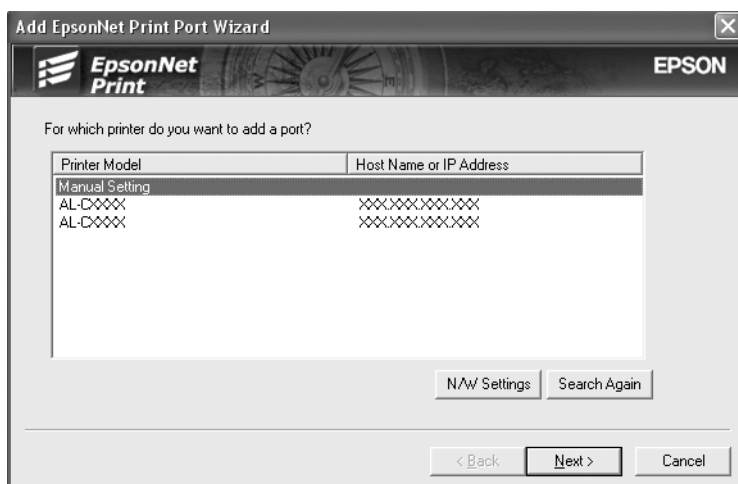 Add EpsonNet Print Port Wizard
EpsonNet
Print
EPSON
For which printer do you want to add a port?
Printer Model Host Name or IP Address
Manual Setting
AL-CXXXX XXX.XXX.XXX.XXX
AL-CXXXX XXX.XXX.XXX.XXX
N/W Settings Search Again
< Back Next > Cancel